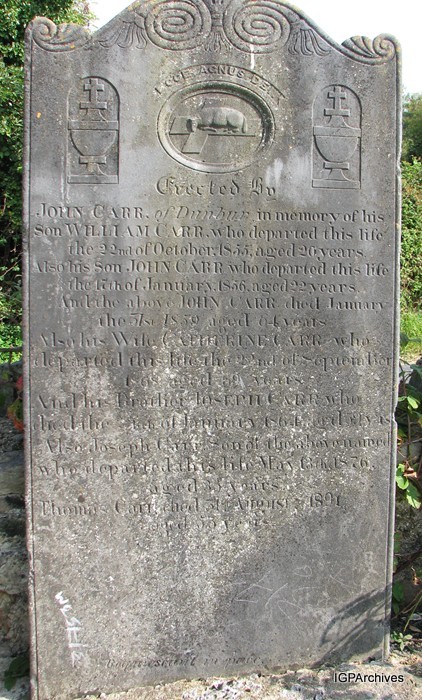 ECCE AGNUS DEI
Erected By
JOHN CARR, of Dunbun in memory of his
Son WILLIAM CARR, who departed this life
the 22nd of October, 1855, aged 26 years
Also his Son JOHN CARR who departed this life
the 17th of January, 1856, aged 22 years.
And the above JOHN CARR died January
the 31st 1859 aged 64 years
Also his Wife CATHERINE CARR who
departed this life the 22nd of September
aged years
And his Brother JOSEPH CARR who
died the of January aged years
Also Joseph Carr son of the above named
who departed this life May 13th, 1876,
aged years
Thomas Carr died 5th August 1891
aged years
IGPArchives